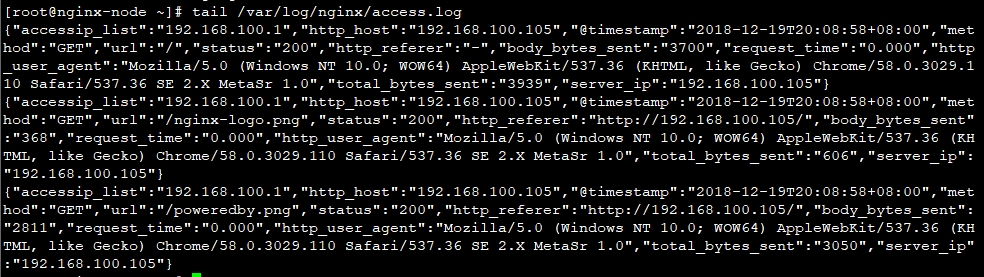 [root@nginx-node ~]# tail /var/log/nginx/access.log
{"accessip_list":"192.168.100.1","http_host":"192.168.100.105","@timestamp":"2018-12-19T20:08:58+08:00","met
hod":"GET","url":"/","status":"200","http_referer":"-","body_bytes_sent":"3700","request_time":"0.000","http
_user_agent":"Mozilla/5.0 (Windows NT 10.0; WOW64) AppleWebKit/537.36 (KHTML, like Gecko) Chrome/58.0.3029.1
10 Safari/537.36 SE 2.X MetaSr 1.0","total_bytes_sent":"3939","server_ip":"192.168.100.105"}
{"accessip_list":"192.168.100.1","http_host":"192.168.100.105","@timestamp":"2018-12-19T20:08:58+08:00","met
hod":"GET","url":"/nginx-logo.png","status":"200","http_referer":"http://192.168.100.105/","body_bytes_sent"
:"368","request_time":"0.000","http_user_agent":"Mozilla/5.0 (Windows NT 10.0; WOW64) AppleWebKit/537.36 (KH
TML, like Gecko) Chrome/58.0.3029.110 Safari/537.36 SE 2.X MetaSr 1.0","total_bytes_sent":"606","server_ip":
"192.168.100.105"}
{"accessip_list":"192.168.100.1","http_host":"192.168.100.105","@timestamp":"2018-12-19T20:08:58+08:00","met
hod":"GET","url":"/poweredby.png","status":"200","http_referer":"http://192.168.100.105/","body_bytes_sent":
"2811","request_time":"0.000","http_user_agent":"Mozilla/5.0 (Windows NT 10.0; WOW64) AppleWebKit/537.36 (KH
TML, like Gecko) Chrome/58.0.3029.110 Safari/537.36 SE 2.X MetaSr 1.0","total_bytes_sent":"3050","server_ip"
:"192.168.100.105"}